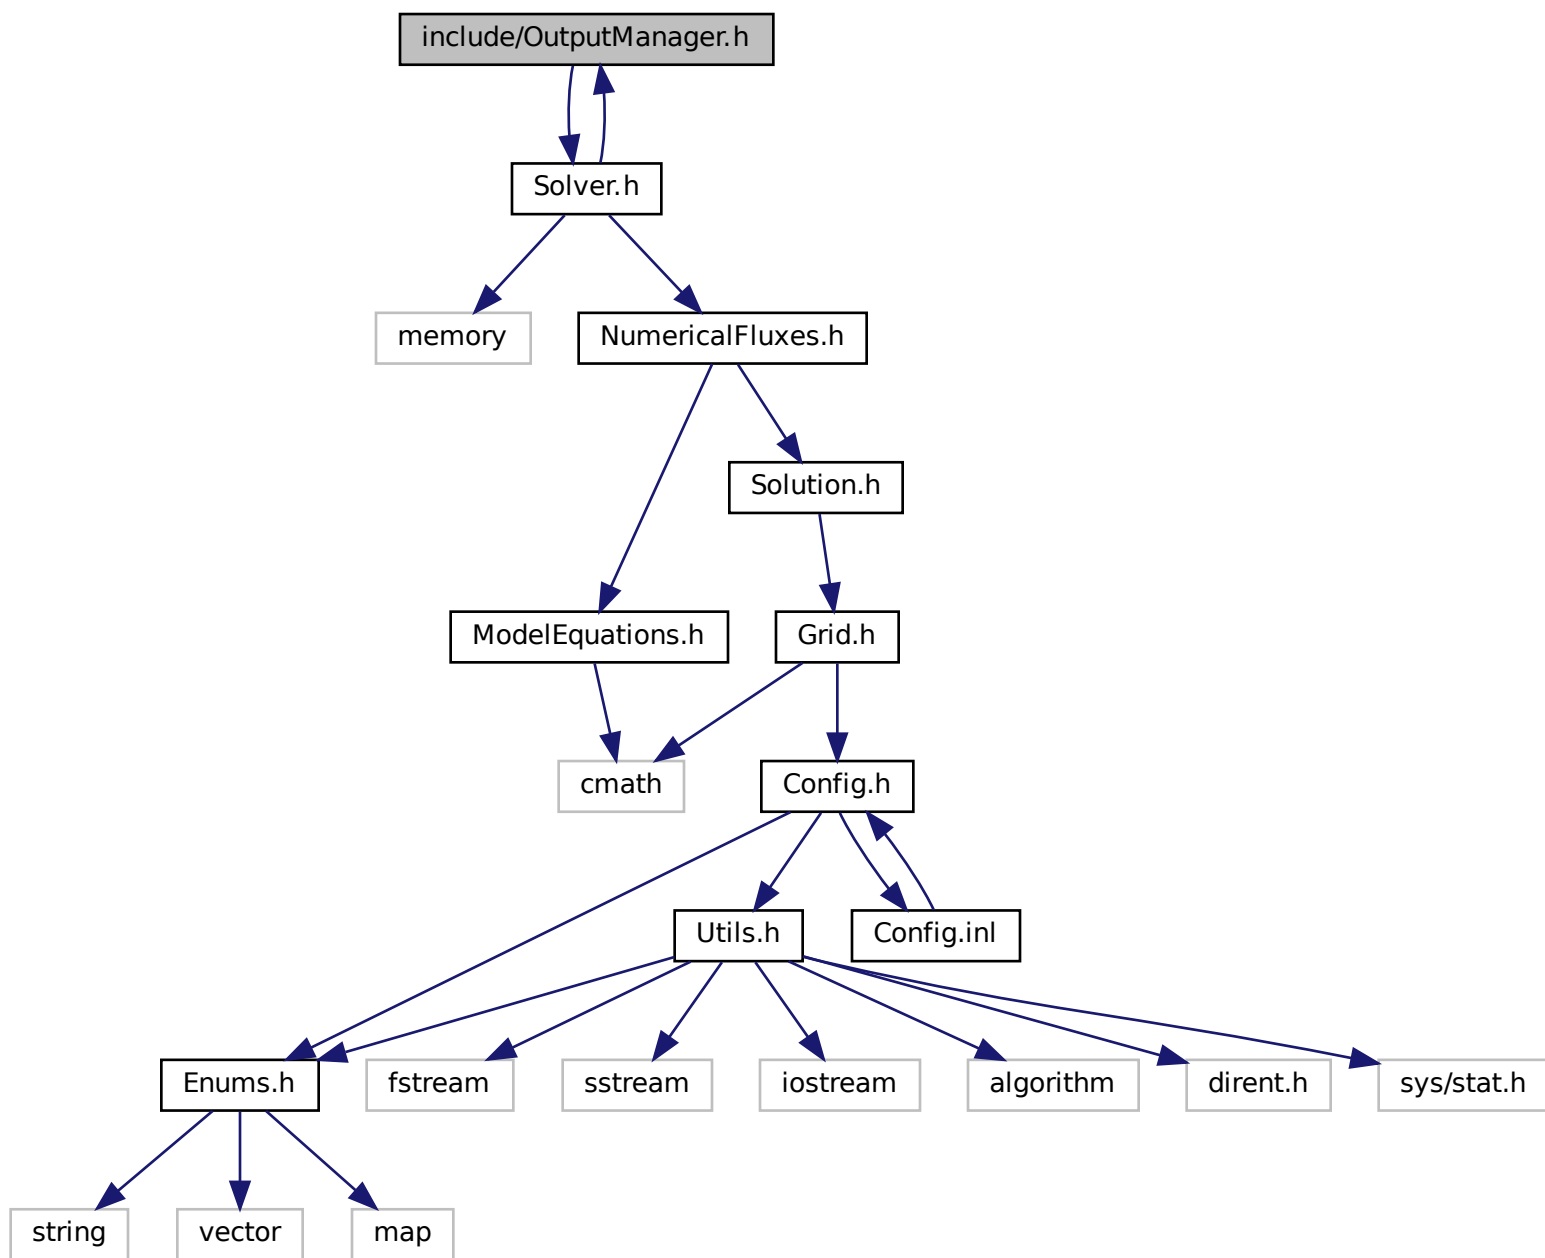 include/OutputManager.h
Solver.h
memory
NumericalFluxes.h
Solution.h
ModelEquations.h
Grid.h
cmath
Config.h
Utils.h
Config.inl
Enums.h
fstream
sstream
iostream
algorithm
dirent.h
sys/stat.h
string
vector
map